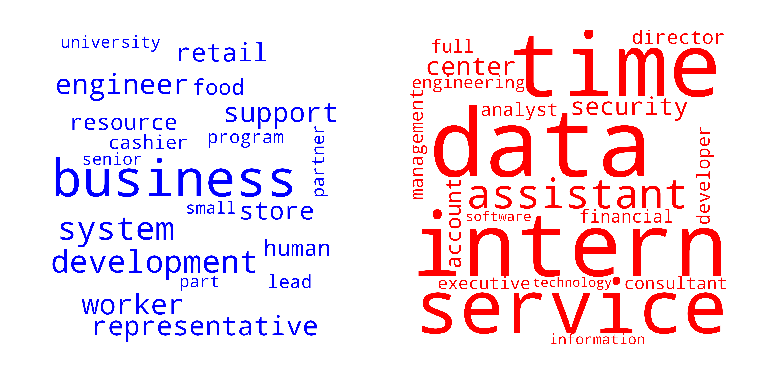 university
retail
engineer food
support
resource
program
cashier
senior
partner
business
small store
system
human
development
part lead
worker
representative
director
full
time
center
engineering
management
analyst security
data
developer
assistant
account
software financial
intern
executive technology consultant
service
information